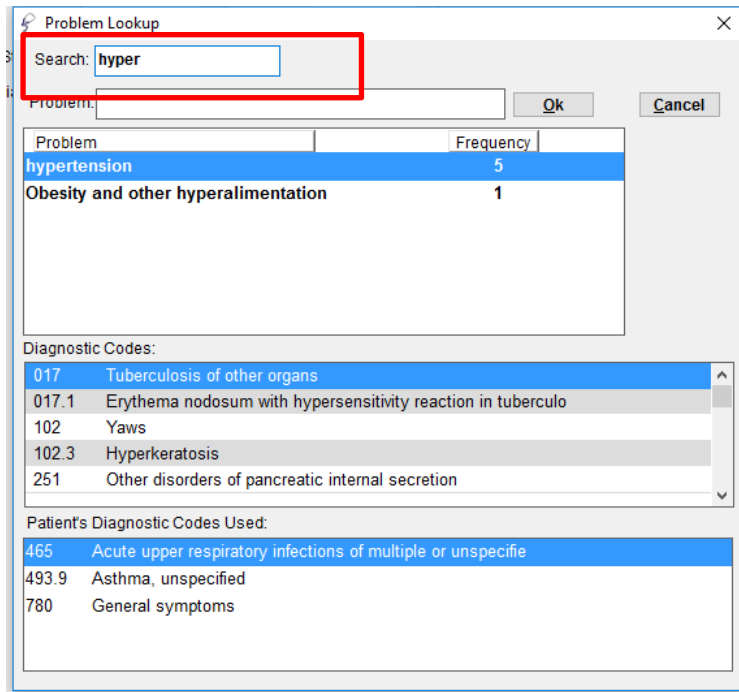 Problem Lookup
Search: hyper
Problem:
Ok Cancel
Problem Frequency
hypertension 5
Obesity and other hyperalimentation 1
Diagnostic Codes:
017 Tuberculosis of other organs
017.1 Erythema nodosum with hypersensitivity reaction in tuberculo
102 Yaws
102.3 Hyperkeratosis
251 Other disorders of pancreatic internal secretion
Patient's Diagnostic Codes Used:
465 Acute upper respiratory infections of multiple or unspecifie
493.9 Asthma, unspecified
780 General symptoms